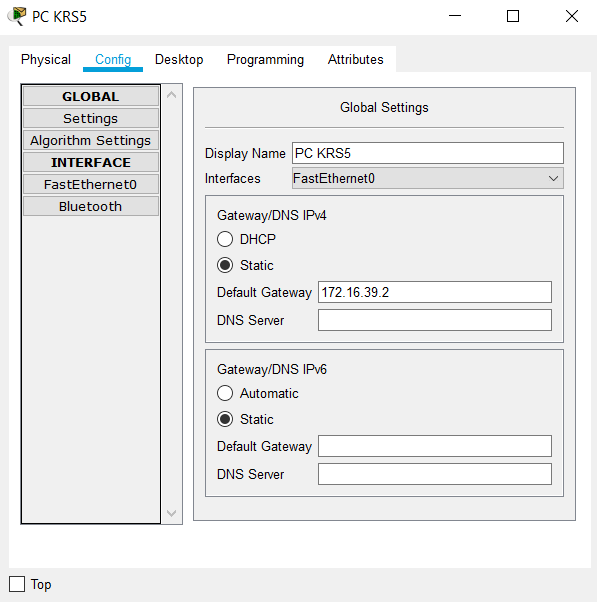 PC KRS5
Physical Config Desktop Programming Attributes
GLOBAL
Settings
Algorithm Settings
INTERFACE
FastEthernet0
Bluetooth
Global Settings
Display Name PC KRS5
Interfaces FastEthernet0
Gateway/DNS IPv4
DHCP
Static
Default Gateway 172.16.39.2
DNS Server
Gateway/DNS IPv6
Automatic
Static
Default Gateway
DNS Server
Top